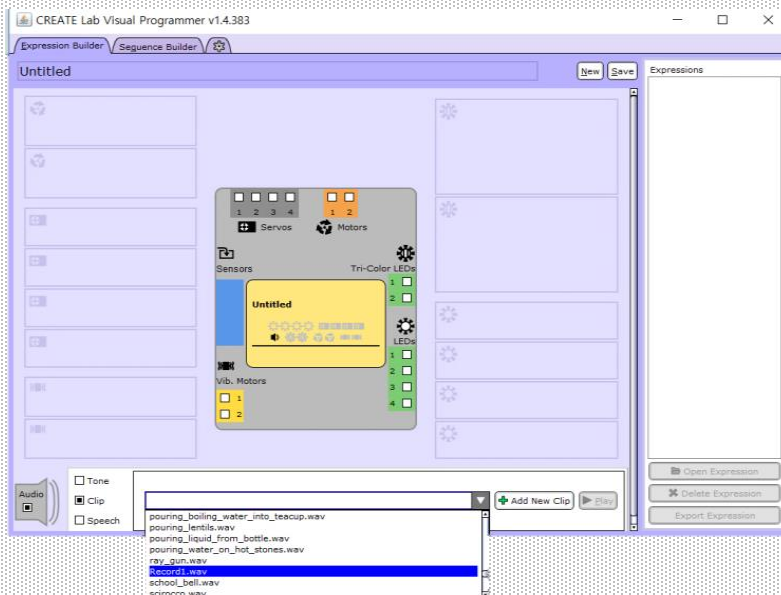 CREATE Lab Visual Programmer v1.4.383
Expression Builder
Sequence Builder
Untitled
New
Save
Expressions
1 2 3 4
1 2
Servos
Motors
Sensors
Tri-Color LEDs
1
2
Untitled
LEDs
1
2
3
4
Vib. Motors
1
2
Open Expression
Delete Expression
Export Expression
Audio
Tone
Clip
Speech
Add New Clip
Play
pouring_boiling_water_into_teacup.wav
pouring_lentils.wav
pouring_liquid_from_bottle.wav
pouring_water_on_hot_stones.wav
ray_gun.wav
Record1.wav
school_bell.wav
scirocco.wav